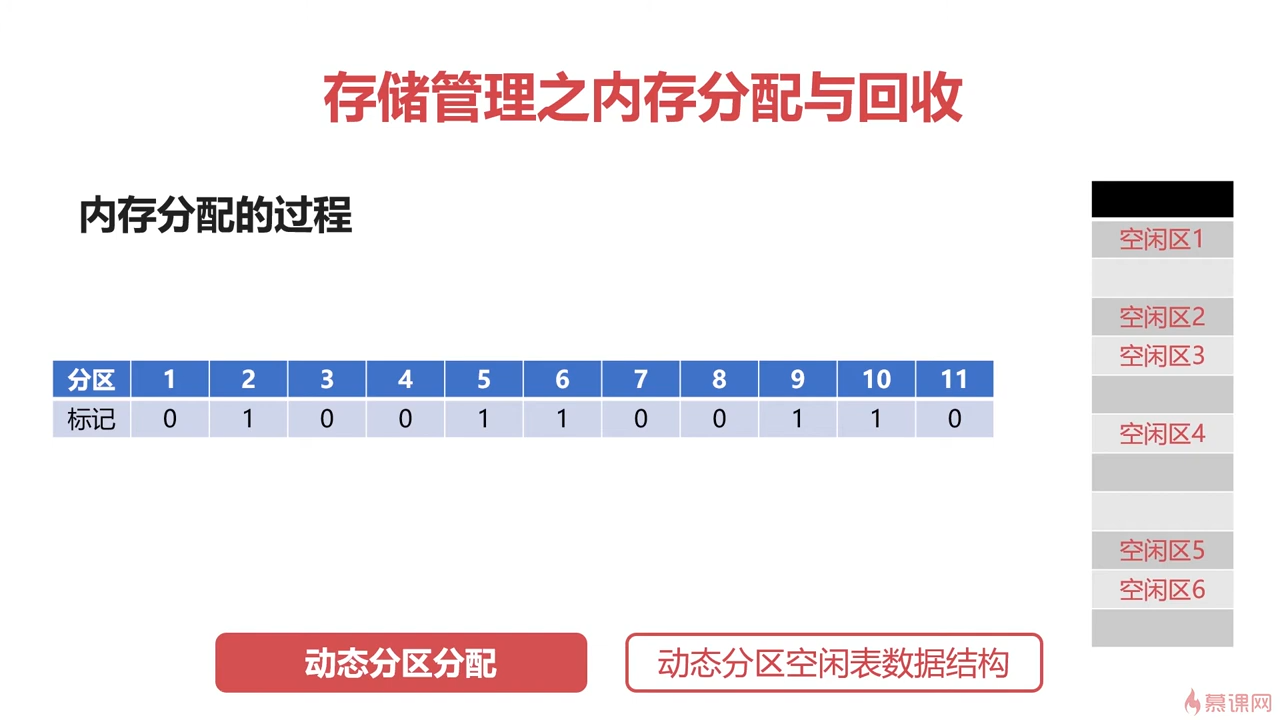 存储管理之内存分配与回收
内存分配的过程
分区 1 2 3 4 5 6 7 8 9 10 11
标记 0 1 0 0 1 1 0 0 1 1 0
空闲区1
空闲区2
空闲区3
空闲区4
空闲区5
空闲区6
动态分区分配
动态分区空闲表数据结构
慕课网